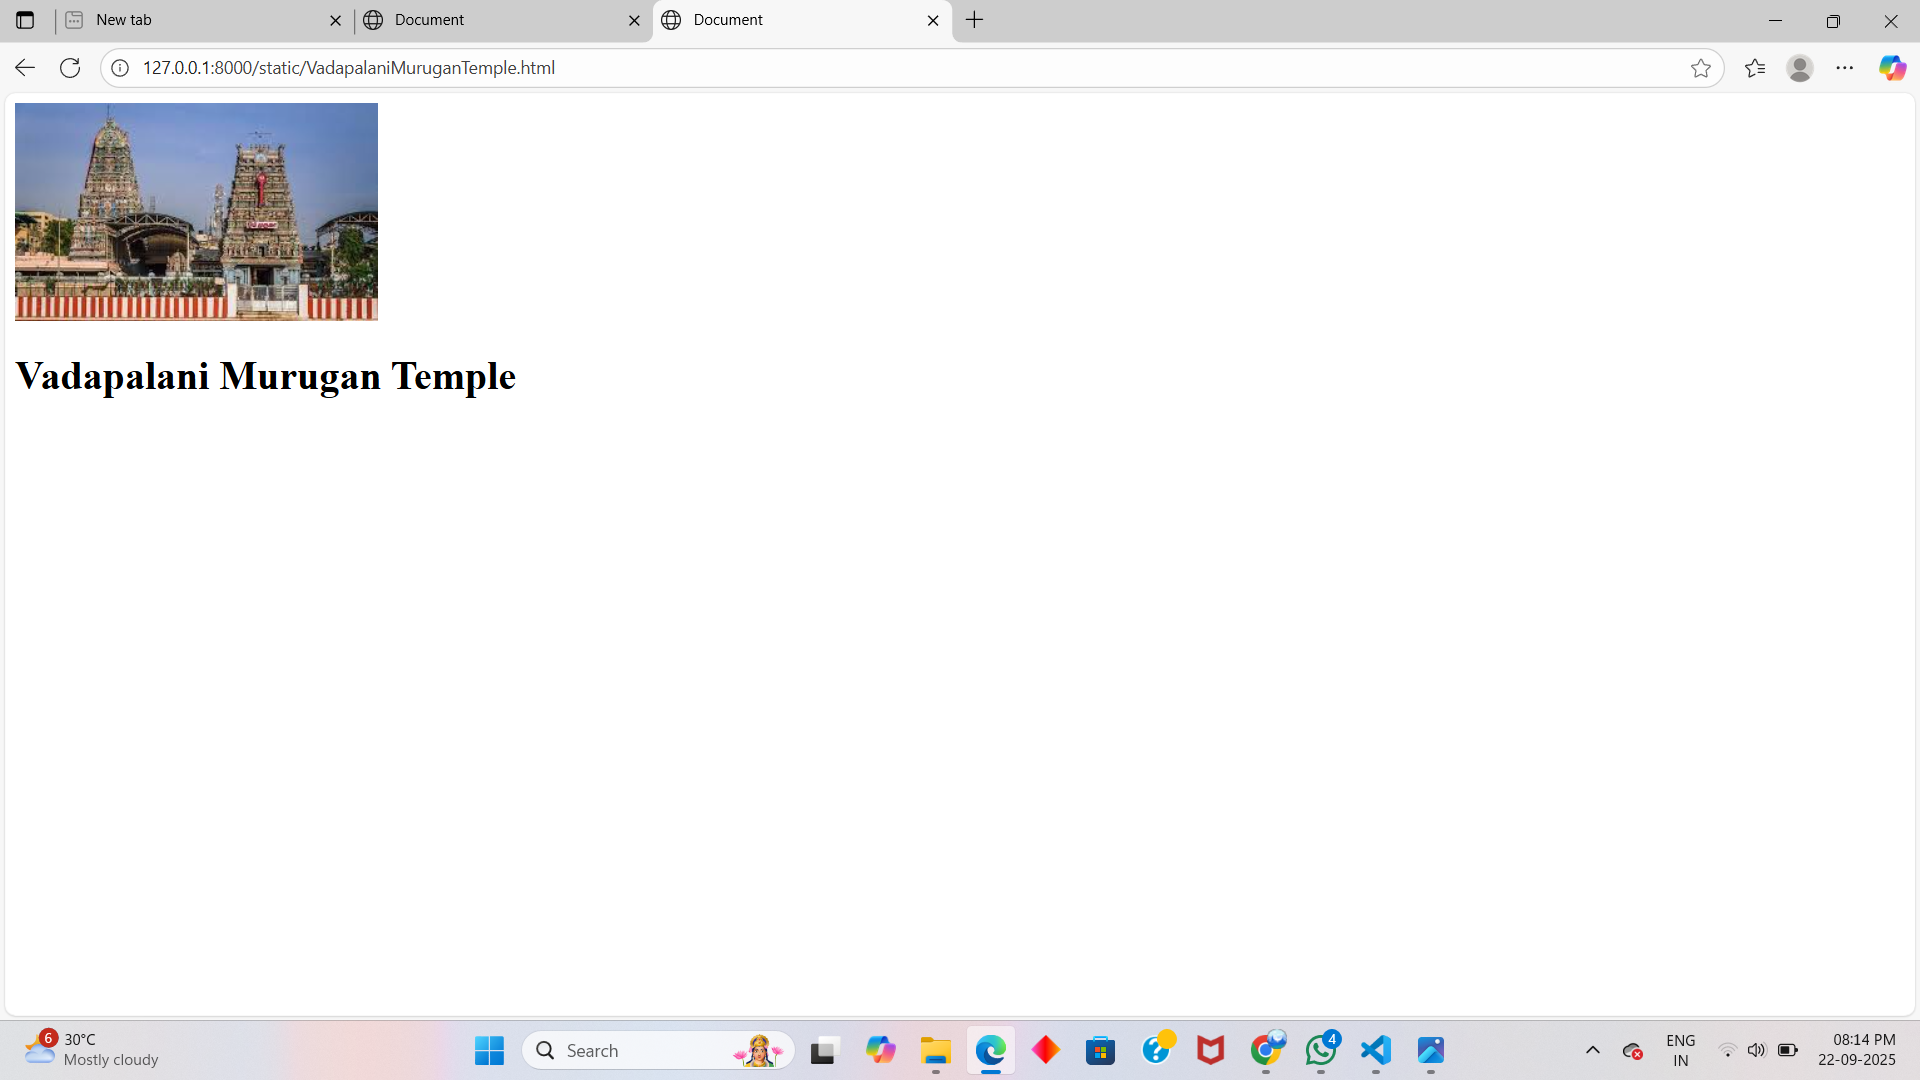 New tab
Document
Document
127.0.0.1:8000/static/VadapalaniMuruganTemple.html
Vadapalani Murugan Temple
6
30°C
Mostly cloudy
Search
4
ENG
IN
08:14 PM
22-09-2025